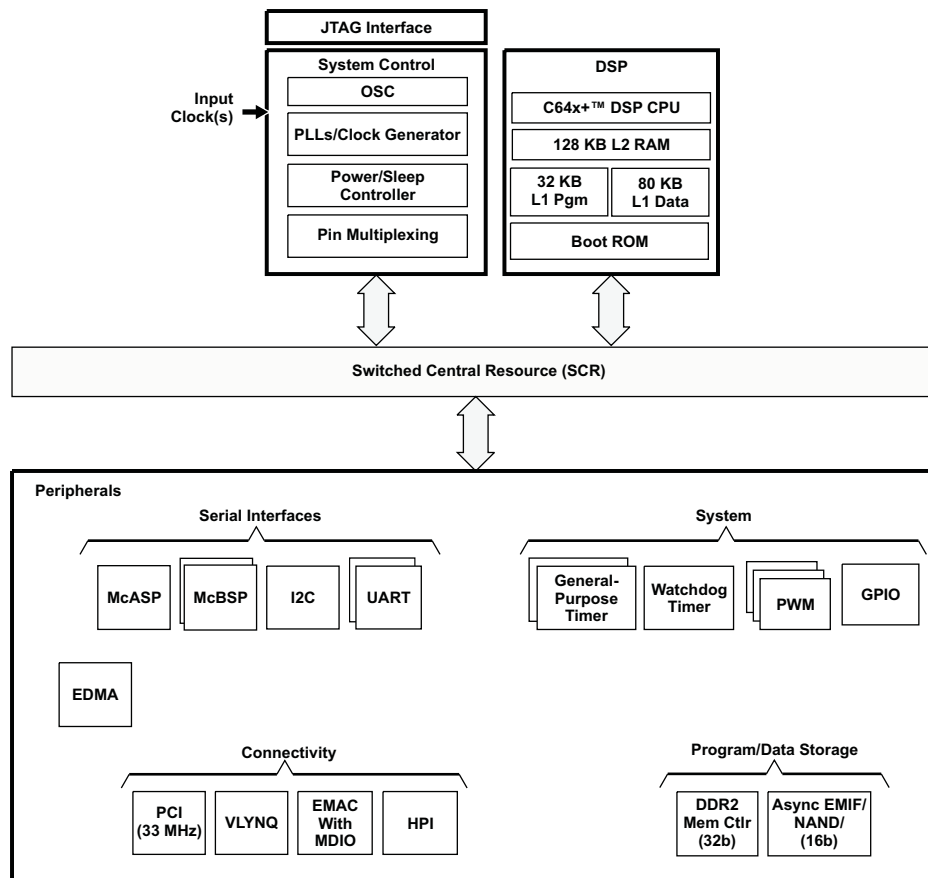 JTAG Interface
System Control
OSC
PLLs/Clock Generator
Power/Sleep
Controller
Pin Multiplexing
Input
Clock(s)
DSP
C64x+™ DSP CPU
128 KB L2 RAM
32 KB
L1 Pgm
80 KB
L1 Data
Boot ROM
Switched Central Resource (SCR)
Peripherals
Serial Interfaces
McASP
McBSP
I2C
UART
System
General-
Purpose
Timer
Watchdog
Timer
PWM
GPIO
EDMA
Connectivity
PCI
(33 MHz)
VLYNQ
EMAC
With
MDIO
HPI
Program/Data Storage
DDR2
Mem Ctlr
(32b)
Async EMIF/
NAND/
(16b)